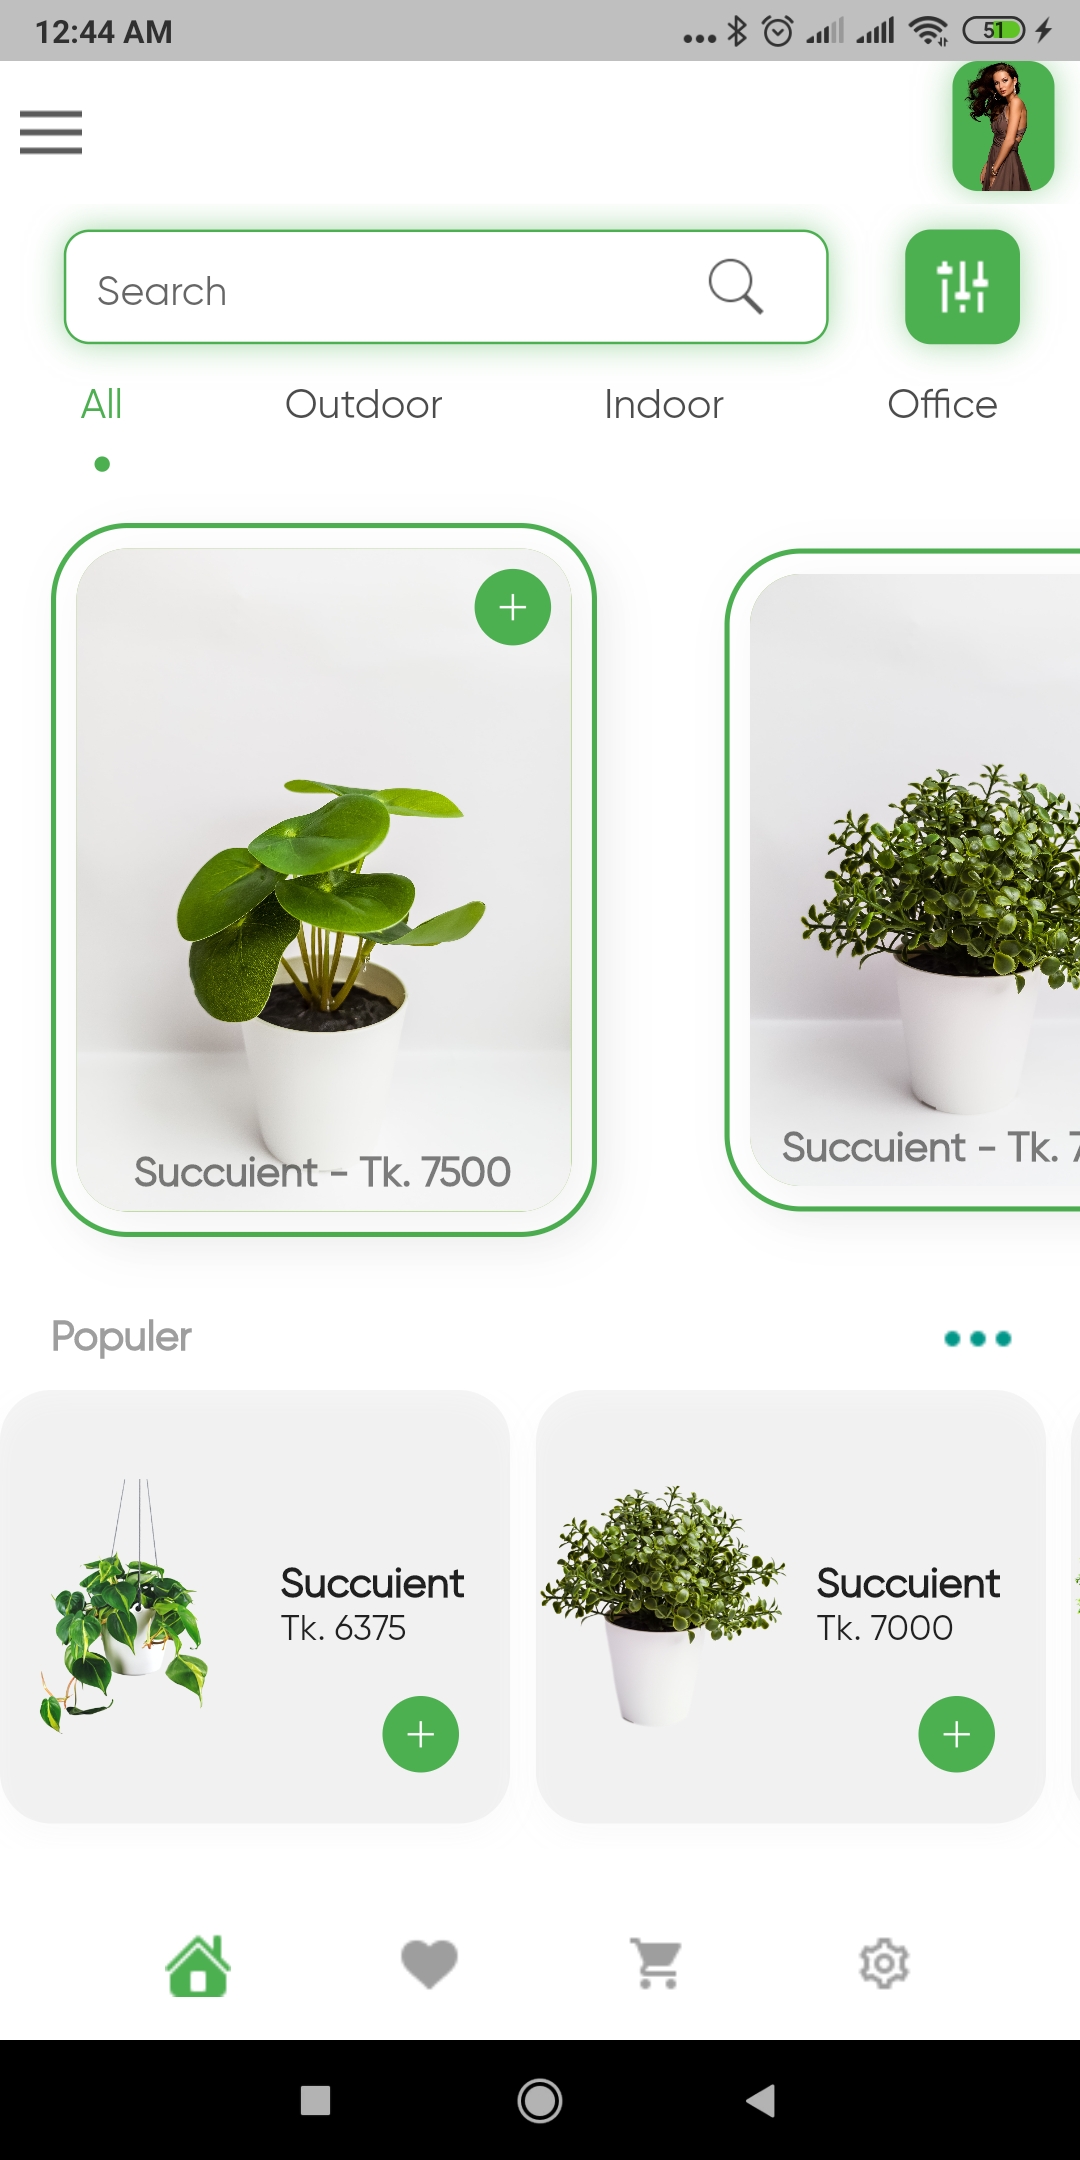 12:44 AM
51
Search
All
Outdoor
Indoor
Office
Succuient - Tk. 7500
Succuient - Tk. 7
Populer
Succuient
Tk. 6375
Succuient
Tk. 7000